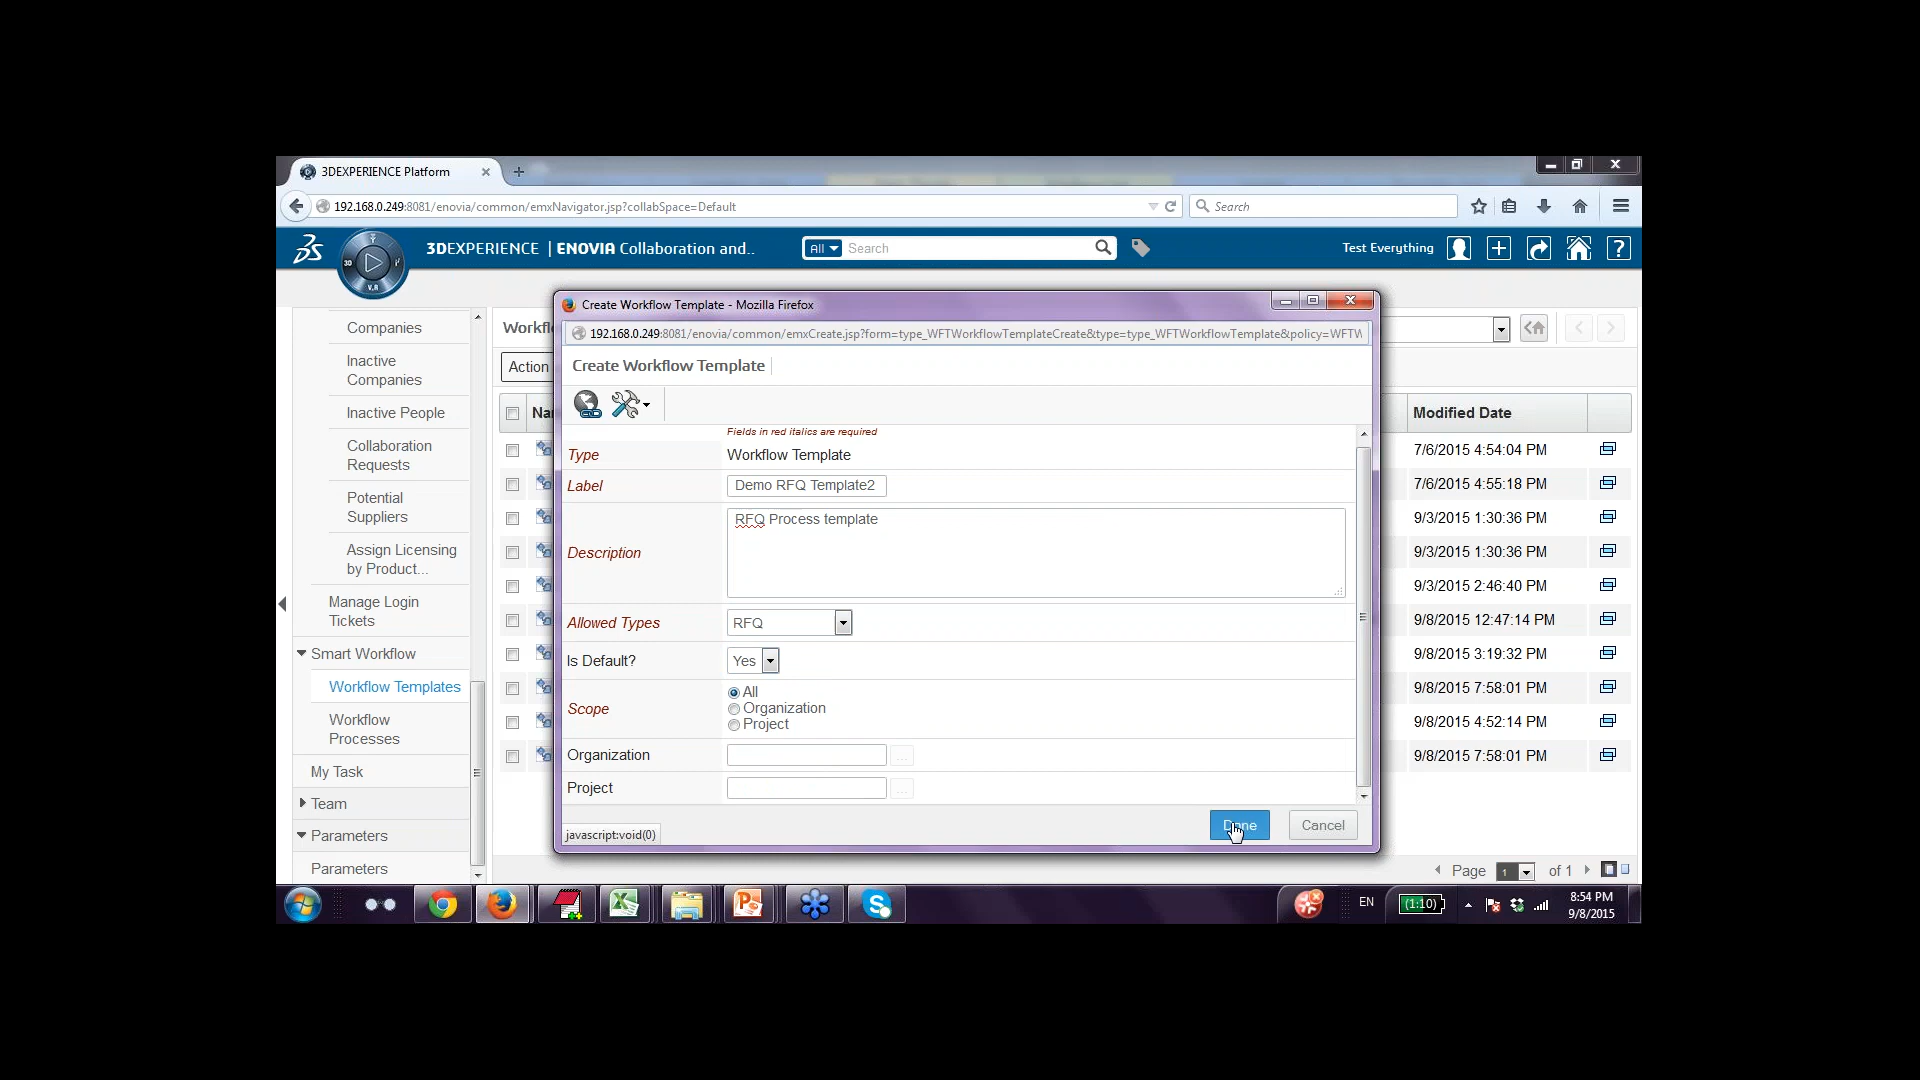 3DEXPERIENCE Platform
192.168.0.249:8081/enovia/common/emxNavigator.jsp?collabSpace=Default
Search
3DEXPERIENCE | ENOVIA Collaboration and..
All
Search
Test Everything
3D
V.R
Companies
Inactive
Companies
Inactive People
Collaboration
Requests
Potential
Suppliers
Assign Licensing
by Product...
Manage Login
Tickets
Smart Workflow
Workflow Templates
Workflow
Processes
My Task
Team
Parameters
Parameters
Action
Create Workflow Template - Mozilla Firefox
192.168.0.249:8081/enovia/common/emxCreate.jsp?form=type_WFTWorkflowTemplateCreate&type=type_WFTWorkflowTemplate&policy=WFTW
Create Workflow Template
Fields in red italics are required
Type Workflow Template
Label Demo RFQ Template2
Description RFQ Process template
Allowed Types RFQ
Is Default? Yes
Scope
All
Organization
Project
Organization ...
Project ...
javascript:void(0)
Done
Cancel
Modified Date
7/6/2015 4:54:04 PM
7/6/2015 4:55:18 PM
9/3/2015 1:30:36 PM
9/3/2015 1:30:36 PM
9/3/2015 2:46:40 PM
9/8/2015 12:47:14 PM
9/8/2015 3:19:32 PM
9/8/2015 7:58:01 PM
9/8/2015 4:52:14 PM
9/8/2015 7:58:01 PM
Page 1 of 1
EN
(1:10)
8:54 PM
9/8/2015